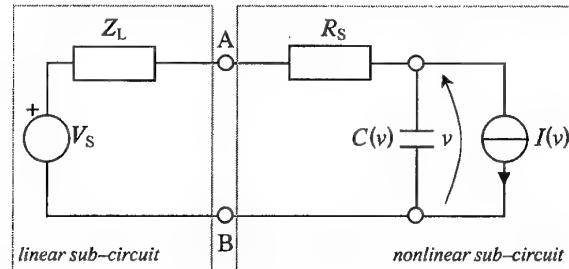 Z_L
A
R_S
+
V_S
C(v)
v
I(v)
B
linear sub-circuit
nonlinear sub-circuit